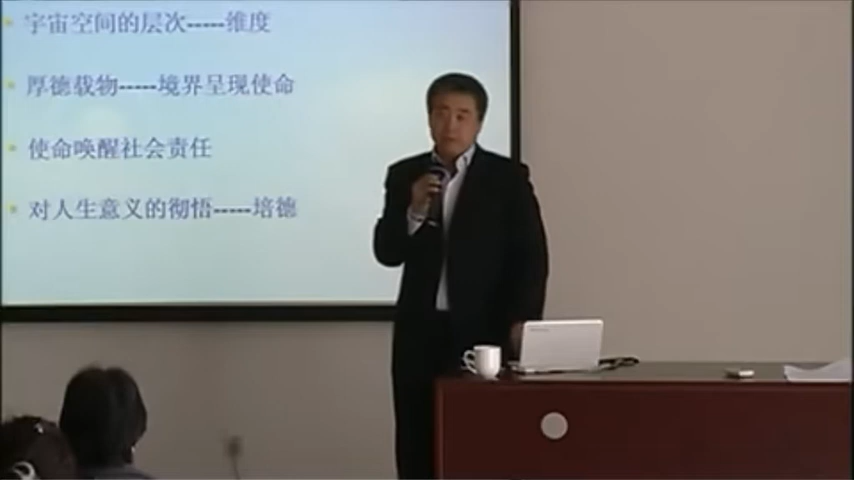 宇宙空间的层次-----维度
厚德载物-----境界呈现使命
使命唤醒社会责任
对人生意义的彻悟-----培德